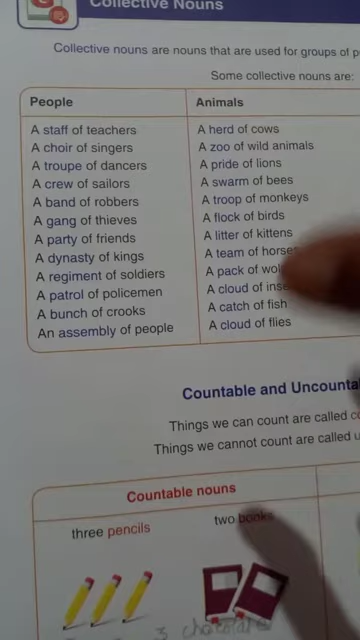 Collective Nouns
Collective nouns are nouns that are used for groups of
Some collective nouns are:
People
Animals
A staff of teachers
A herd of cows
A choir of singers
A zoo of wild animals
A troupe of dancers
A pride of lions
A crew of sailors
A swarm of bees
A band of robbers
A troop of monkeys
A gang of thieves
A flock of birds
A party of friends
A litter of kittens
A dynasty of kings
A team of horses
A regiment of soldiers
A pack of
A patrol of policemen
A cloud of
A bunch of crooks
A catch of fish
An assembly of people
A cloud of flies
Countable and
Things we can count are called
Things we cannot count are called
Countable nouns
three pencils
two books
3